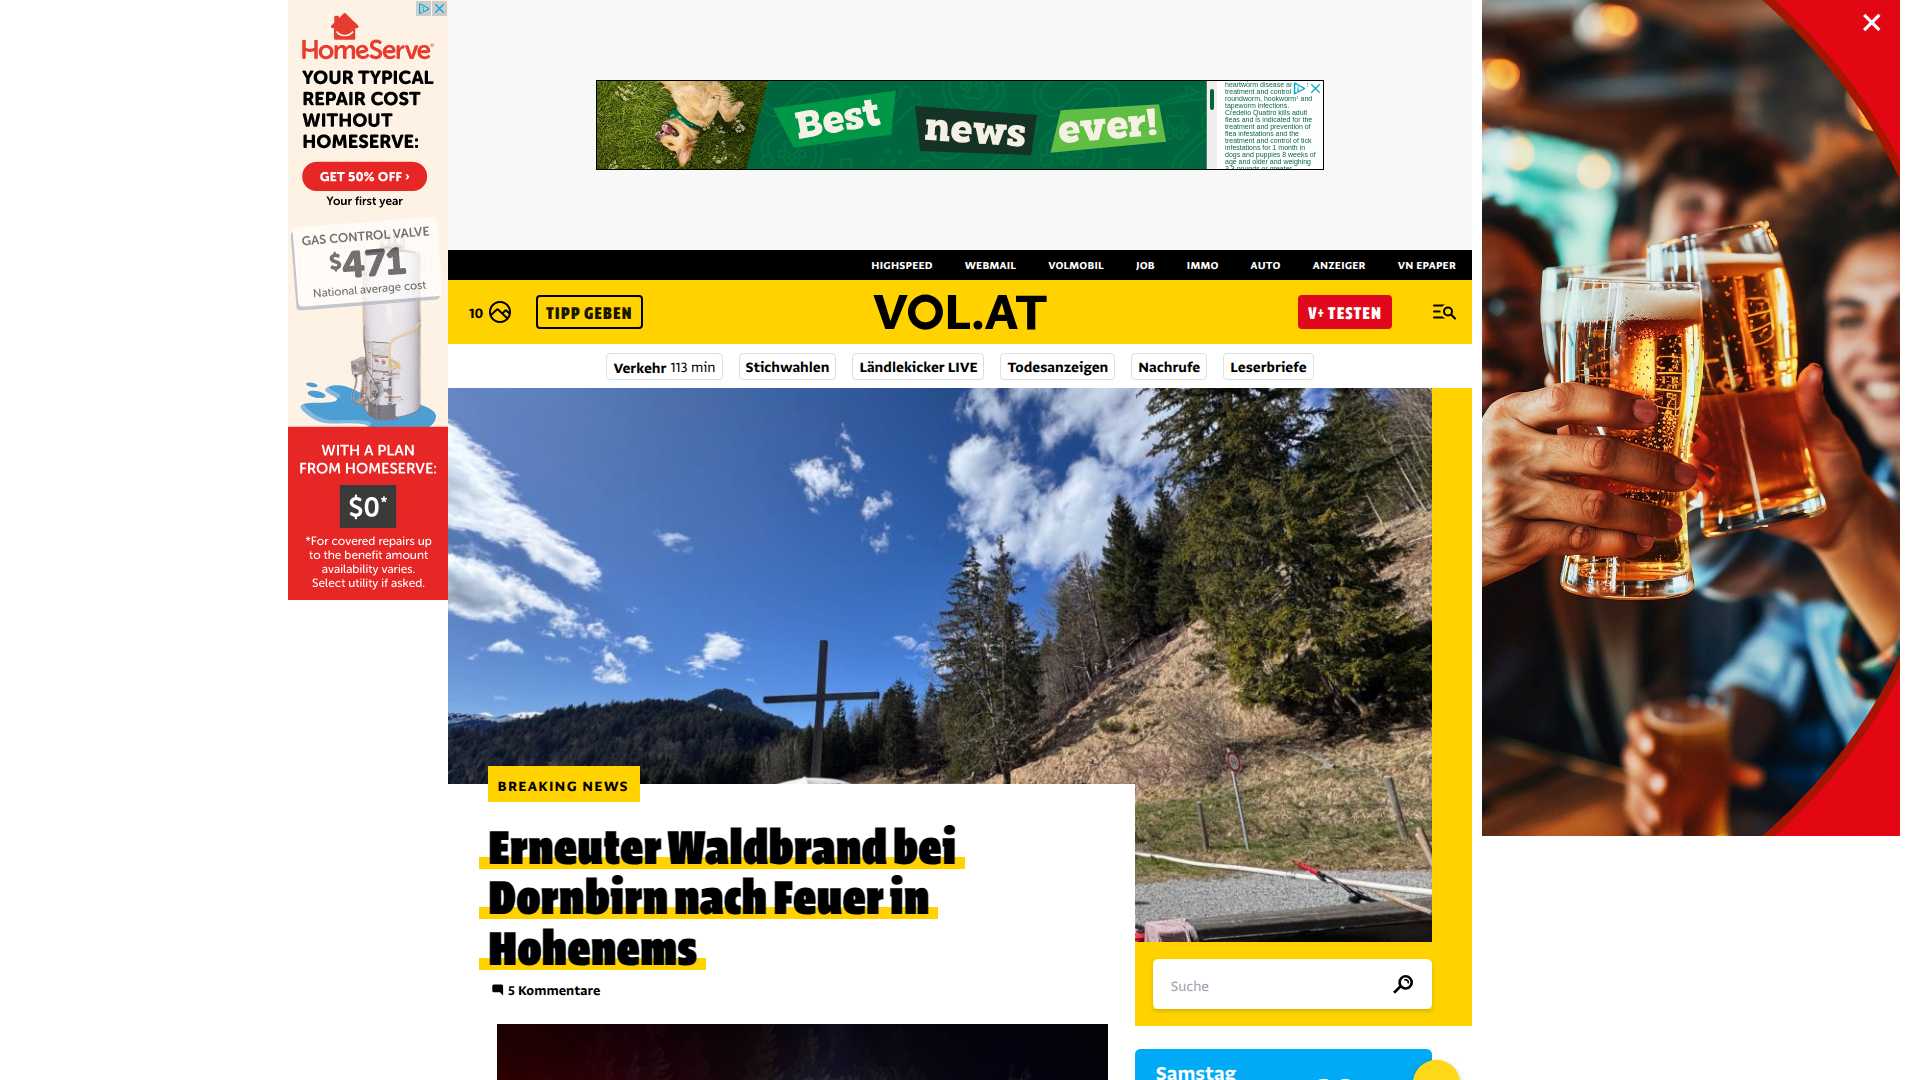 HomeServe
YOUR TYPICAL
REPAIR COST
WITHOUT
HOMESERVE:
GET 50% OFF ›
Your first year
GAS CONTROL VALVE
$471
National average cost
WITH A PLAN
FROM HOMESERVE:
$0*
*For covered repairs up
to the benefit amount
availability varies.
Select utility if asked.
Best news ever!
heartworm disease
treatment and control
roundworm, hookworm¹ and
tapeworm infections.
Credelio Quattro kills adult
fleas and is indicated for the
treatment and prevention of
flea infestations and the
treatment and control of tick
infestations for 1 month in
dogs and puppies 8 weeks of
age and older and weighing
HIGHSPEED WEBMAIL VOLMOBIL JOB IMMO AUTO ANZEIGER VN EPAPER
10 TIPP GEBEN VOL.AT V+ TESTEN
Verkehr 113 min Stichwahlen Ländlekicker LIVE Todesanzeigen Nachrufe Leserbriefe
BREAKING NEWS
Erneuter Waldbrand bei
Dornbirn nach Feuer in
Hohenems
5 Kommentare
Suche
Samstag